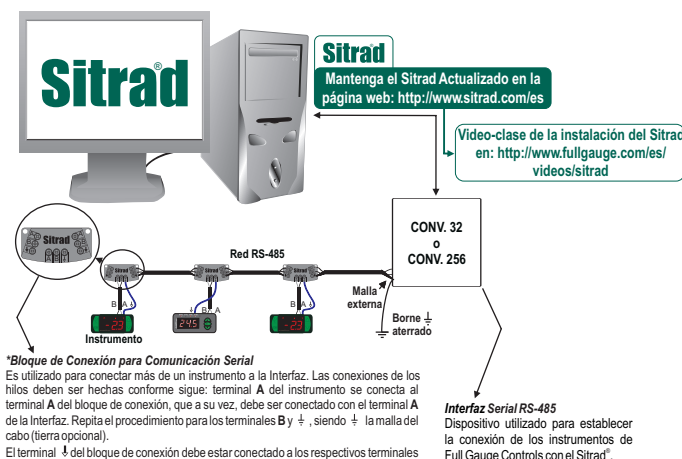 Sitrad®
Sitrad
Mantenga el Sitrad Actualizado en la
página web: http://www.sitrad.com/es
Video-clase de la instalación del Sitrad
en: http://www.fullgauge.com/es/
videos/sitrad
CONV. 32
o
CONV. 256
Sitrad
Red RS-485
Sitrad
Sitrad
Sitrad
Malla
externa
B A
B A
B A
-23
24.5
-23
Borne ⏚
aterrado
Instrumento
*Bloque de Conexión para Comunicación Serial
Es utilizado para conectar más de un instrumento a la Interfaz. Las conexiones de los
hilos deben ser hechas conforme sigue: terminal A del instrumento se conecta al
terminal A del bloque de conexión, que a su vez, debe ser conectado con el terminal A
de la Interfaz. Repita el procedimiento para los terminales B y ⏚, siendo ⏚ la malla del
cabo (tierra opcional).
El terminal ⏚ del bloque de conexión debe estar conectado a los respectivos terminales
Interfaz Serial RS-485
Dispositivo utilizado para establecer
la conexión de los instrumentos de
Full Gauge Controls con el Sitrad®.